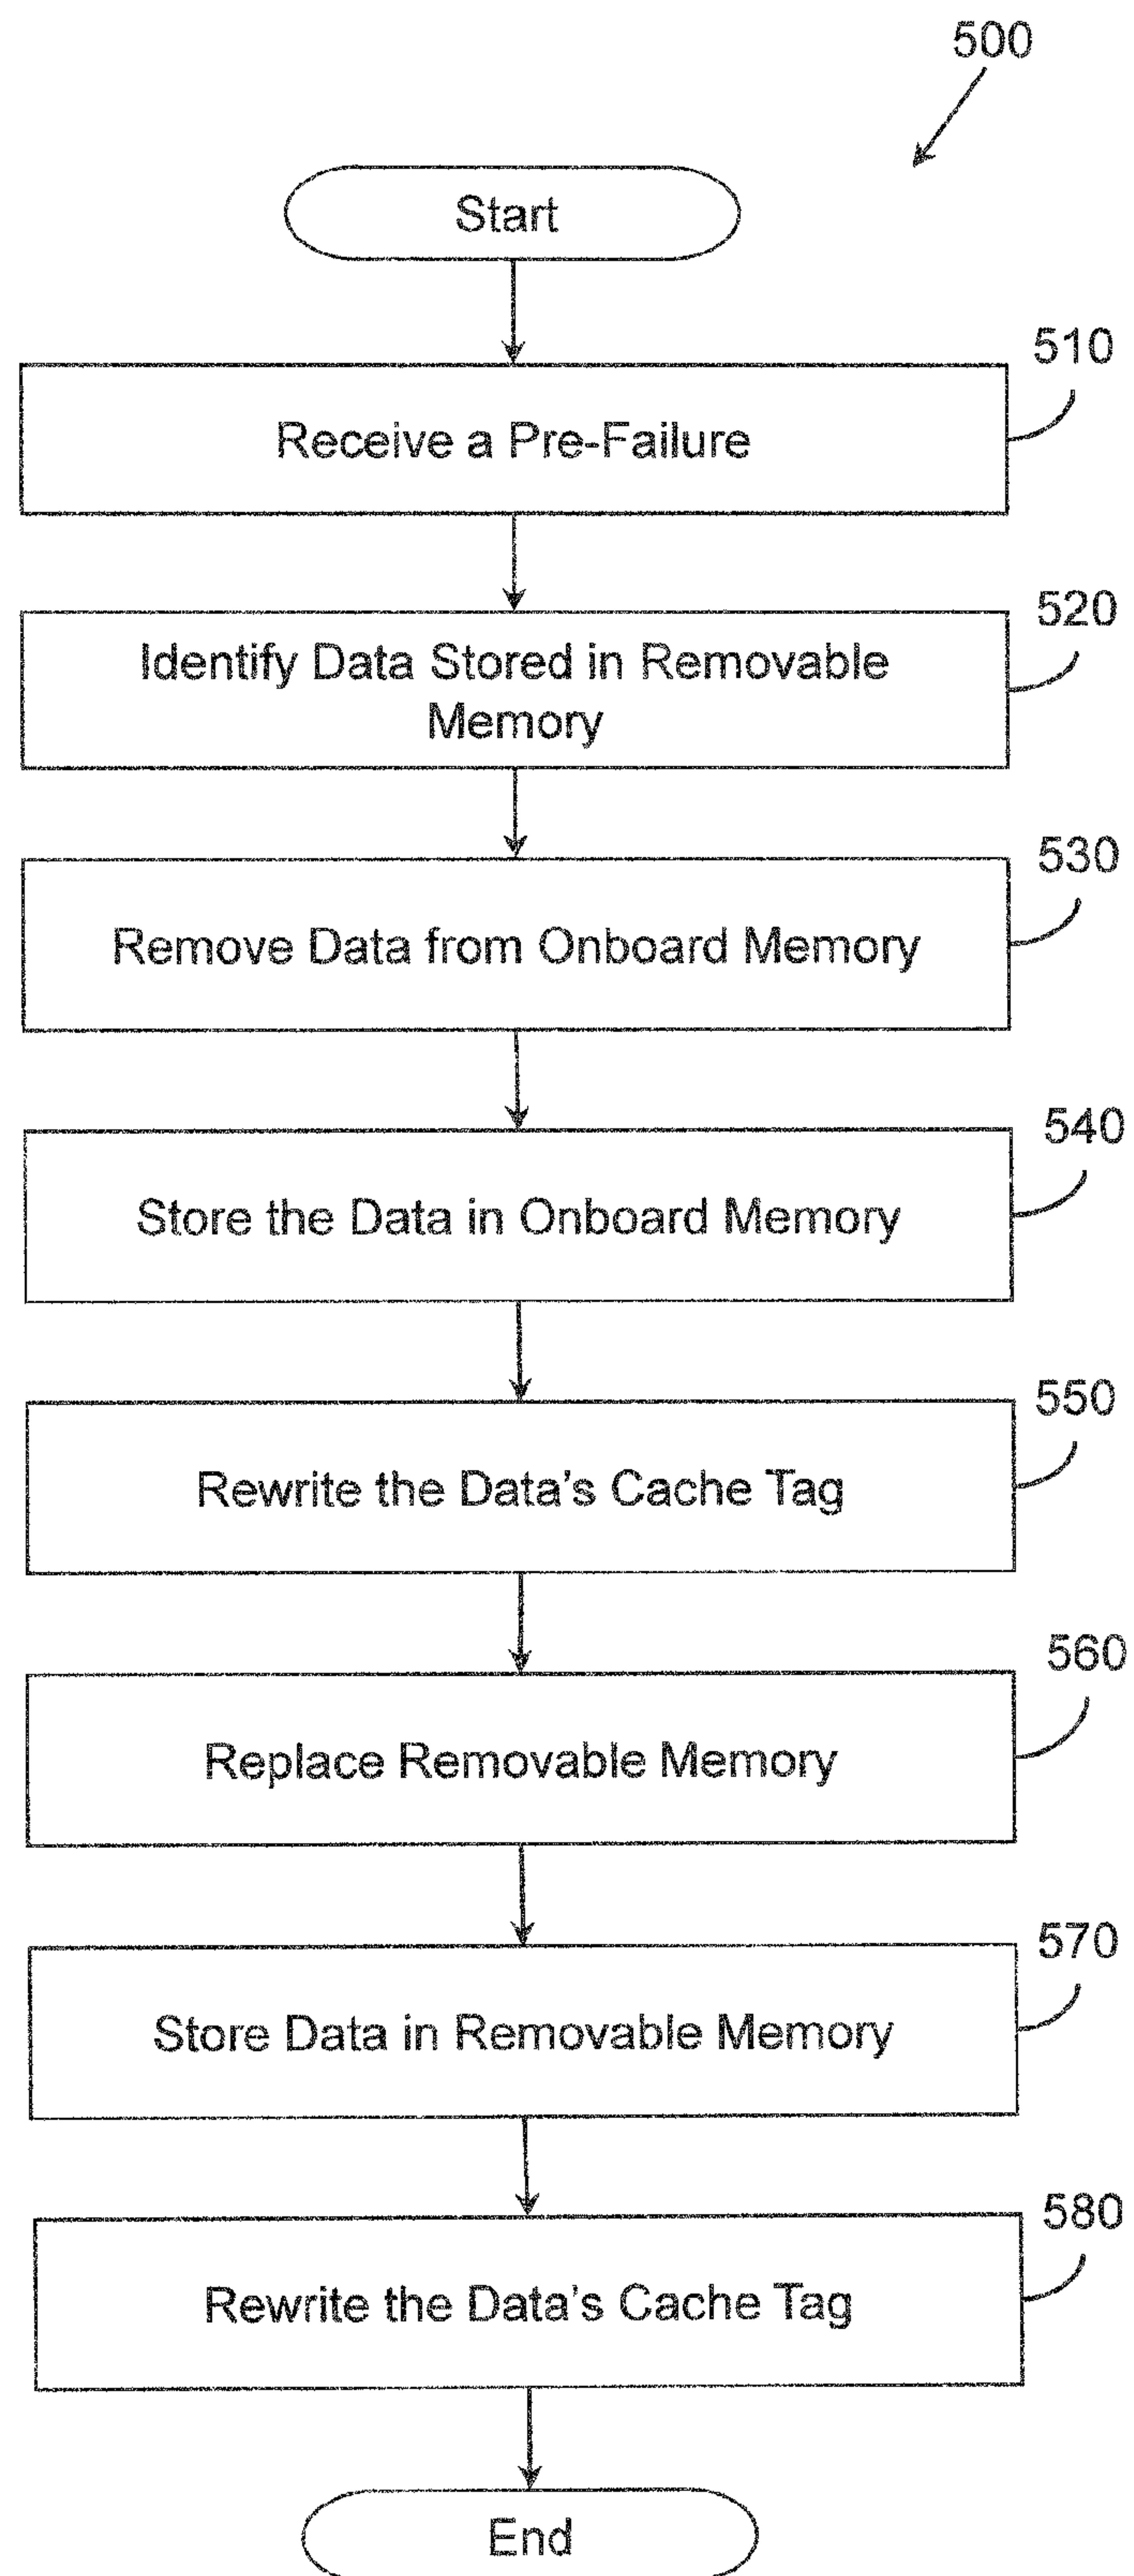 500
Start
510
Receive a Pre-Failure
520
Identify Data Stored in Removable
Memory
530
Remove Data from Onboard Memory
540
Store the Data in Onboard Memory
550
Rewrite the Data's Cache Tag
560
Replace Removable Memory
570
Store Data in Removable Memory
580
Rewrite the Data's Cache Tag
End